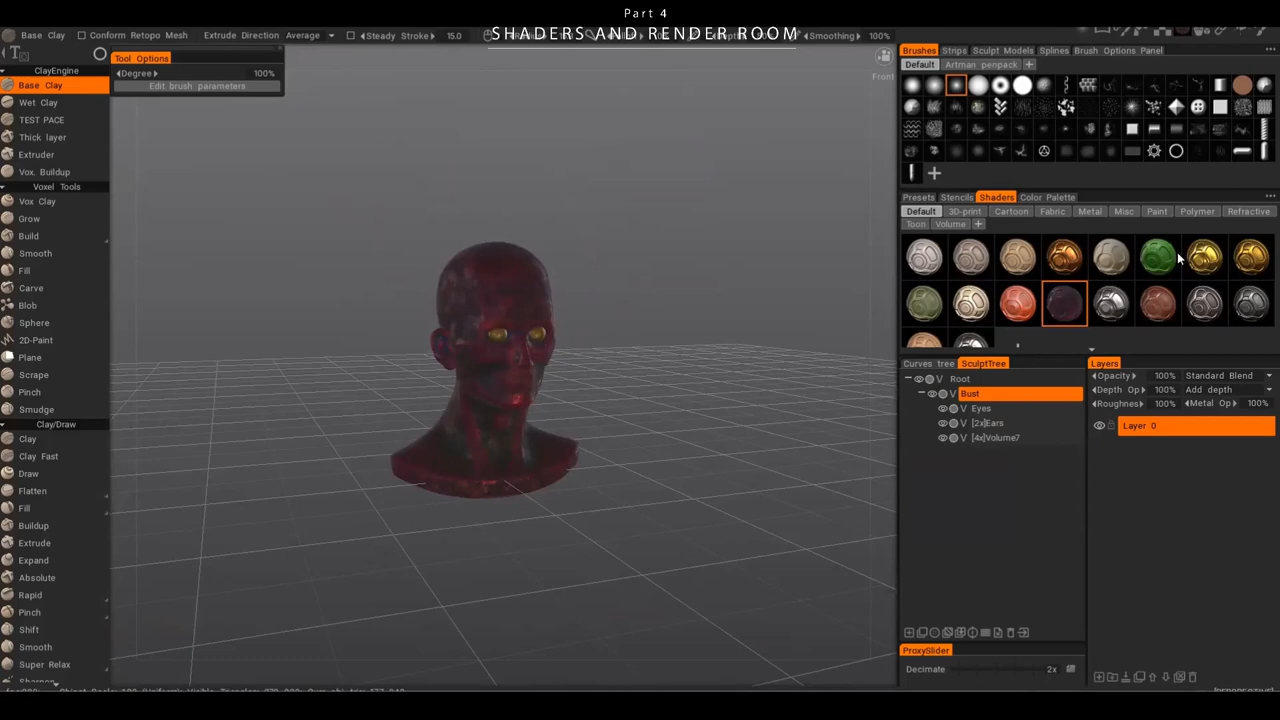 Part 4
SHADERS AND RENDER ROOM
Base Clay
Conform Retopo Mesh
Extrude Direction
Average
Steady Stroke
15.0
Smoothing
100%
Tool Options
Degree
100%
Edit brush parameters
Front
ClayEngine
Base Clay
Wet Clay
TEST PACE
Thick layer
Extruder
Vox. Buildup
Voxel Tools
Vox Clay
Grow
Build
Smooth
Fill
Carve
Blob
Sphere
2D-Paint
Plane
Scrape
Pinch
Smudge
Clay/Draw
Clay
Clay Fast
Draw
Flatten
Fill
Buildup
Extrude
Expand
Absolute
Rapid
Pinch
Shift
Smooth
Super Relax
Brushes
Strips
Sculpt Models
Splines
Brush Options Panel
Default
Artman penpack
Presets
Stencils
Shaders
Color Palette
Default
3D-print
Cartoon
Fabric
Metal
Misc
Paint
Polymer
Refractive
Toon
Volume
Curves tree
SculptTree
V Root
V Bust
V Eyes
V [2x]Ears
V [4x]Volume7
Layers
Opacity
100%
Standard Blend
Depth Op
100%
Add depth
Roughness
100%
Metal Op
100%
Layer 0
ProxySlider
Decimate
2x